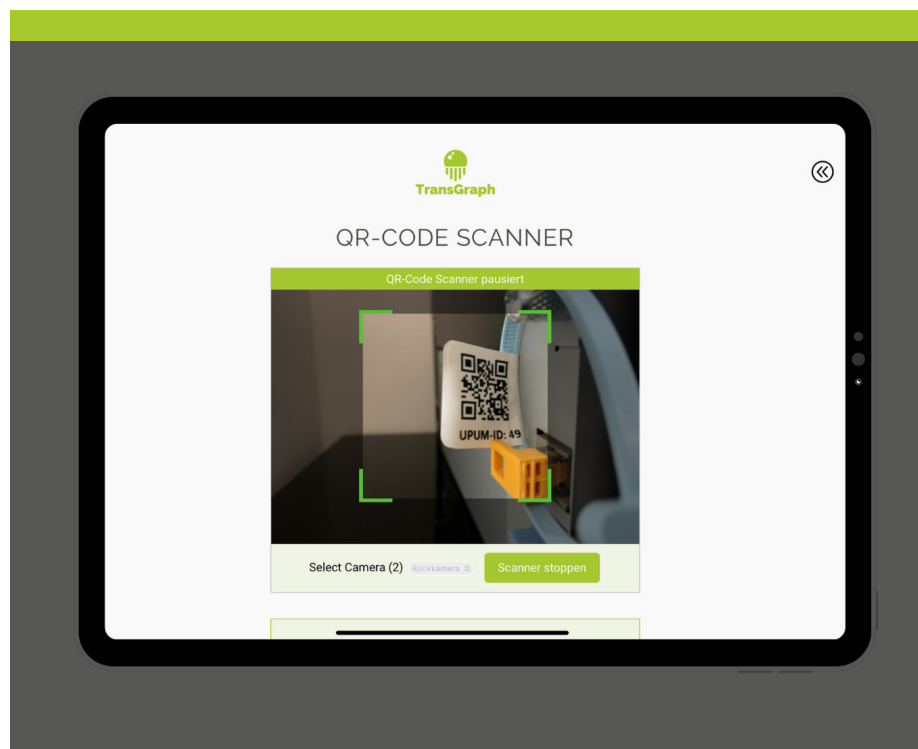 TransGraph
QR-CODE SCANNER
QR-Code Scanner pausiert
UPUM-ID: 49
Select Camera (2) Rückkamera Scanner stoppen